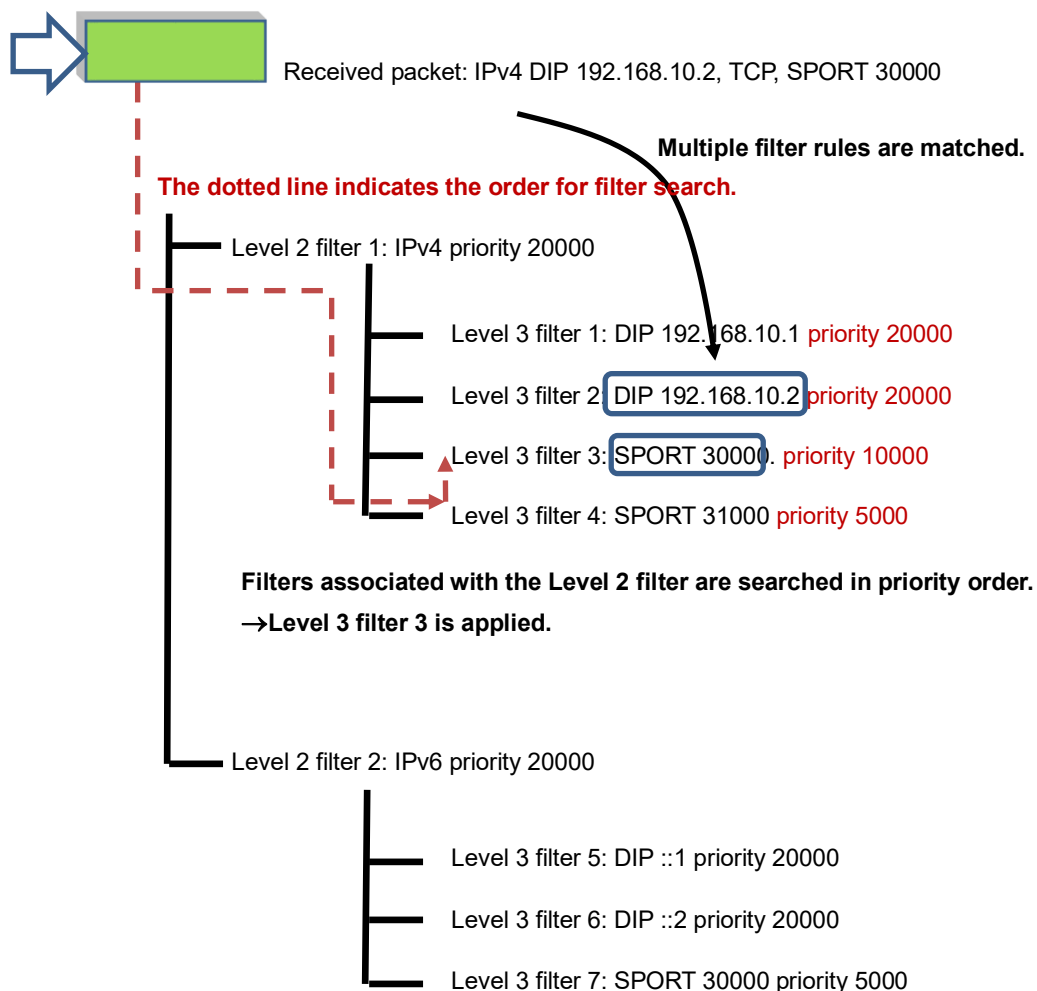 Received packet: IPv4 DIP 192.168.10.2, TCP, SPORT 30000
Multiple filter rules are matched.
The dotted line indicates the order for filter search.
Level 2 filter 1: IPv4 priority 20000
Level 3 filter 1: DIP 192.168.10.1 priority 20000
Level 3 filter 2: DIP 192.168.10.2 priority 20000
Level 3 filter 3: SPORT 30000. priority 10000
Level 3 filter 4: SPORT 31000 priority 5000
Filters associated with the Level 2 filter are searched in priority order.
→Level 3 filter 3 is applied.
Level 2 filter 2: IPv6 priority 20000
Level 3 filter 5: DIP ::1 priority 20000
Level 3 filter 6: DIP ::2 priority 20000
Level 3 filter 7: SPORT 30000 priority 5000